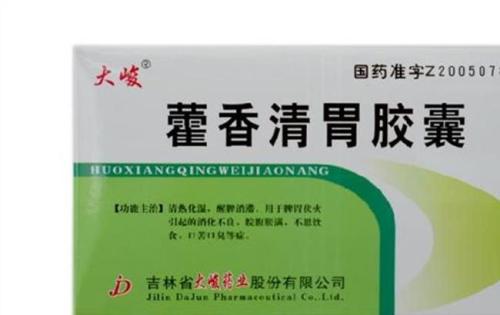 大峻®
国药准字Z200507
藿香清胃胶囊
HUOXIANGQINGWEIJIAONANG
【功能主治】清热化湿，醒脾消滞。用于脾胃伏火
引起的消化不良，脘腹胀满，不思饮
食，口苦口臭等症。
吉林省大峻药业股份有限公司
Jilin DaJun Pharmaceutical Co.,Ltd.